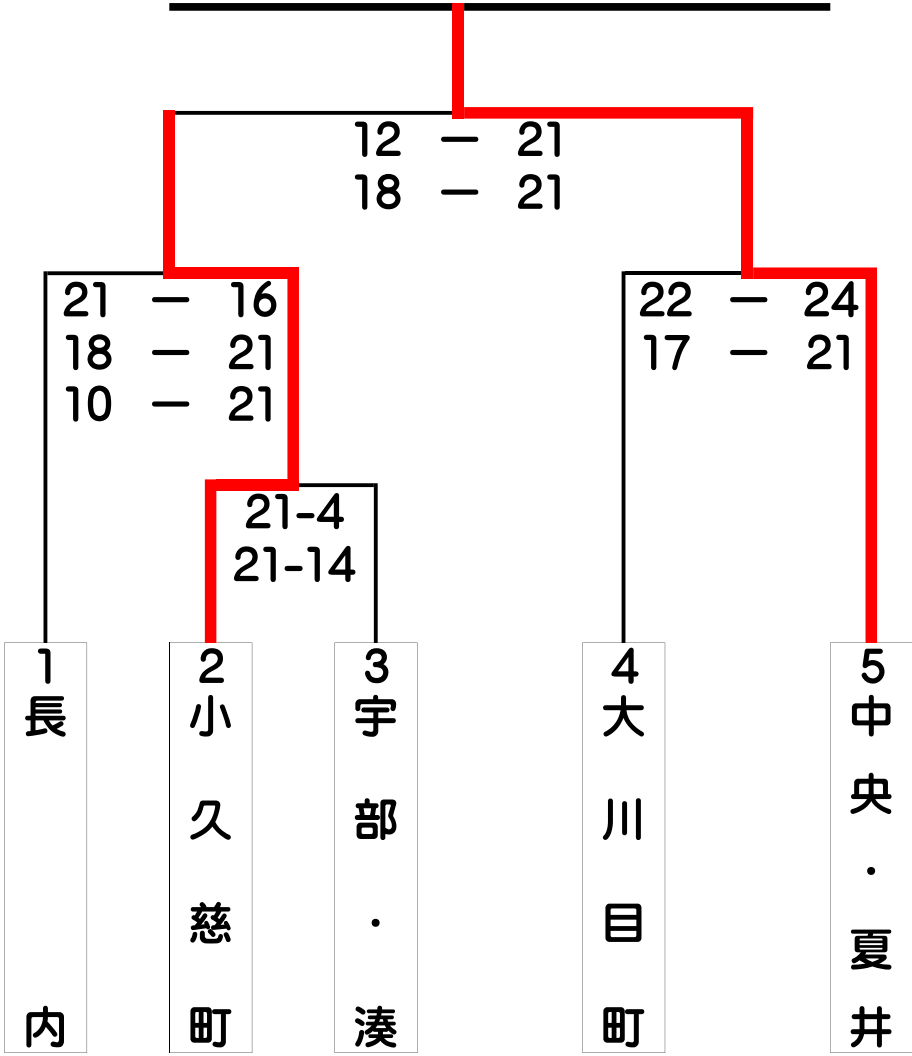 12 ー 21
18 ー 21
21 ー 16
18 ー 21
10 ー 21
22 ー 24
17 ー 21
21-4
21-14
1
長内
2
小久慈町
3
宇部・湊
4
大川目町
5
中央・夏井